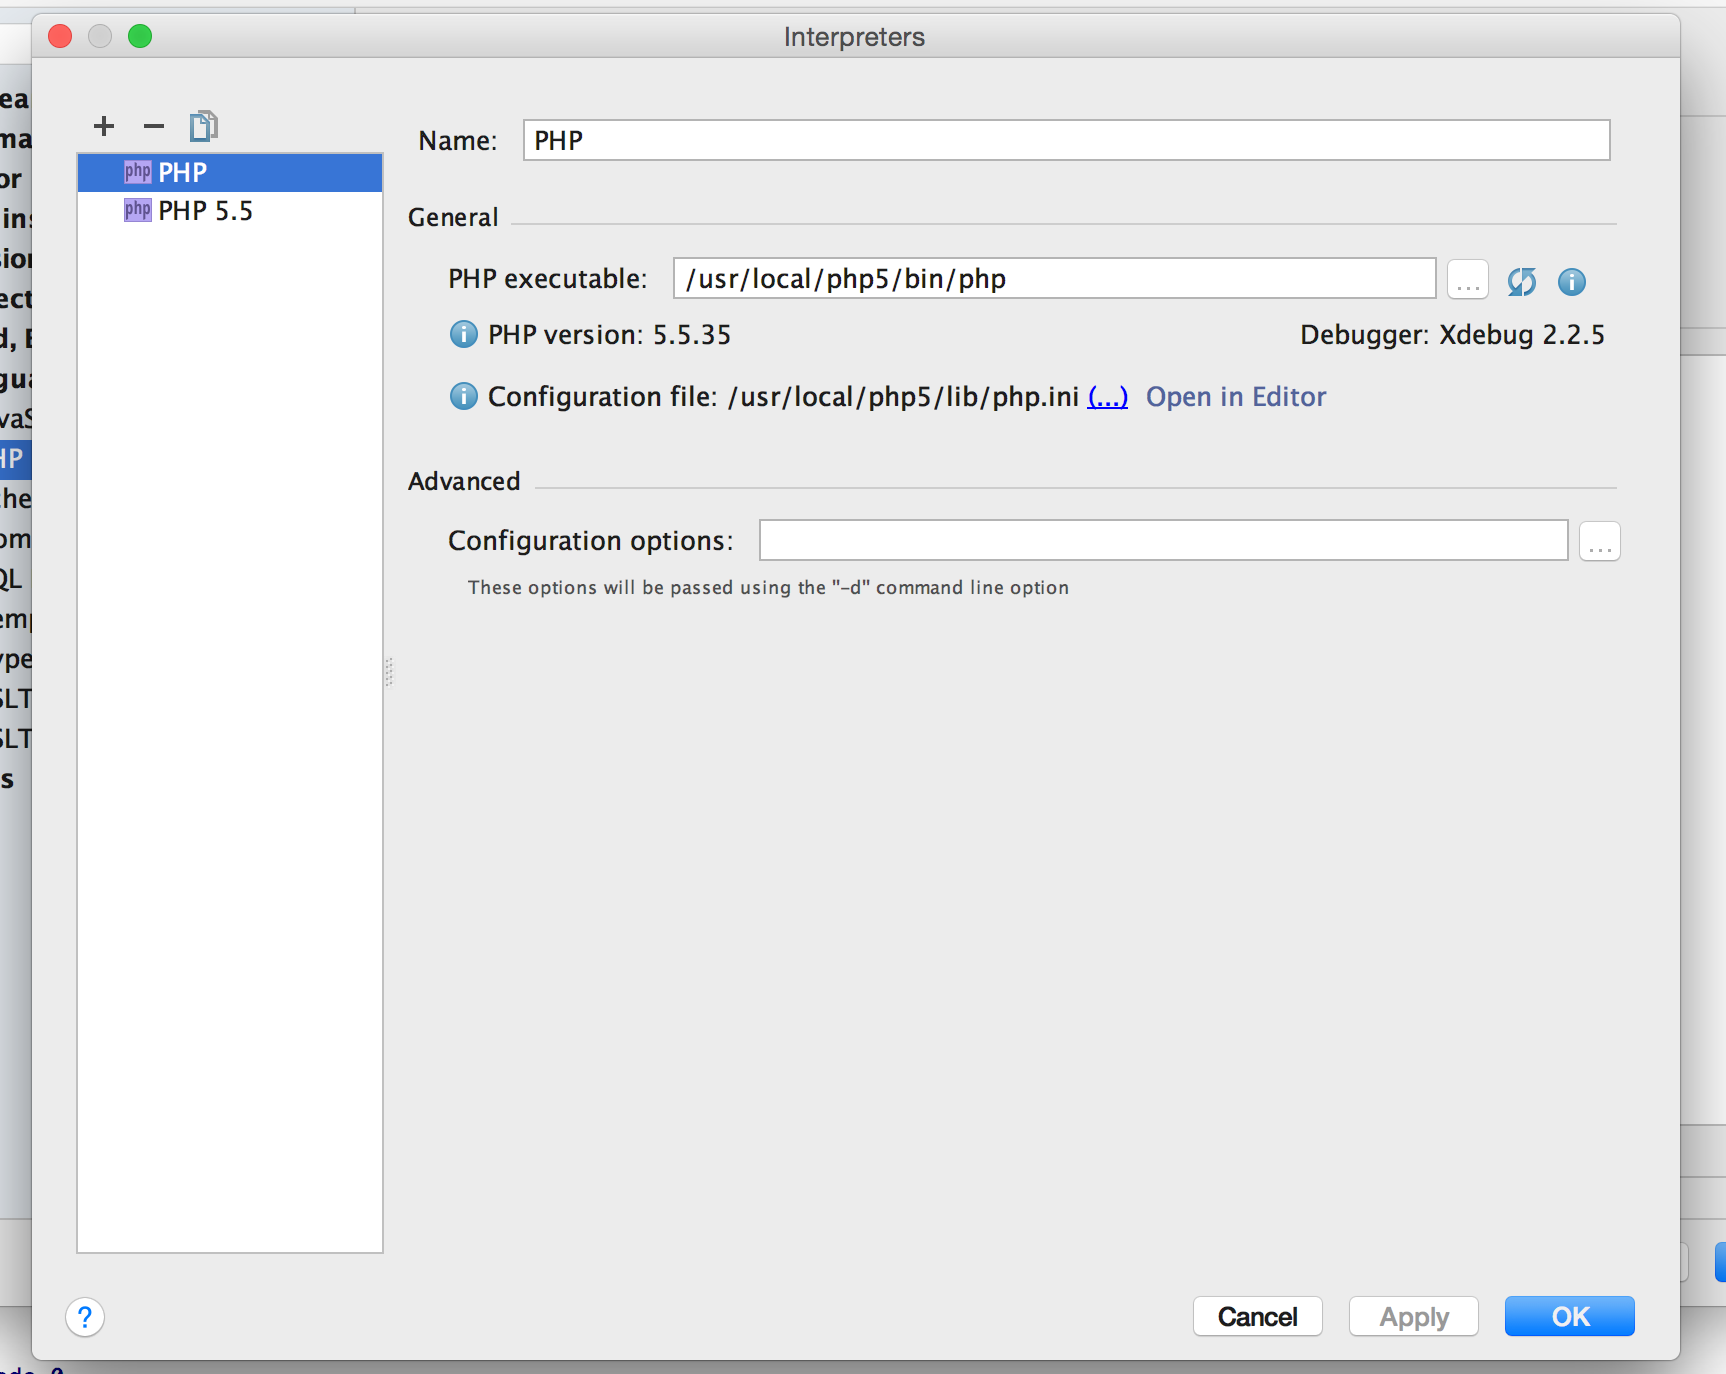 Interpreters
Name: PHP
php PHP
php PHP 5.5
General
PHP executable: /usr/local/php5/bin/php ...
PHP version: 5.5.35 Debugger: Xdebug 2.2.5
Configuration file: /usr/local/php5/lib/php.ini (...) Open in Editor
Advanced
Configuration options: ...
These options will be passed using the "-d" command line option
? Cancel Apply OK